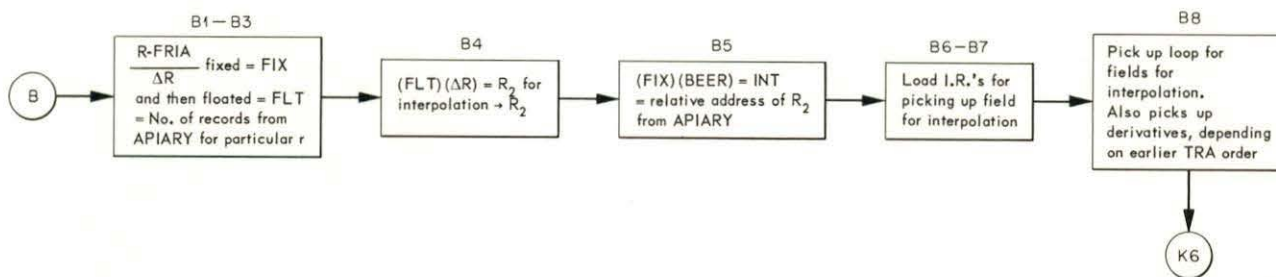 B
B1–B3
R-FRIA
ΔR fixed = FIX
and then floated = FLT
= No. of records from
APIARY for particular r
B4
(FLT) (ΔR) = R₂ for
interpolation → R₂
B5
(FIX) (BEER) = INT
= relative address of R₂
from APIARY
B6–B7
Load I.R.'s for
picking up field
for interpolation
B8
Pick up loop for
fields for
interpolation.
Also picks up
derivatives, depending
on earlier TRA order
K6